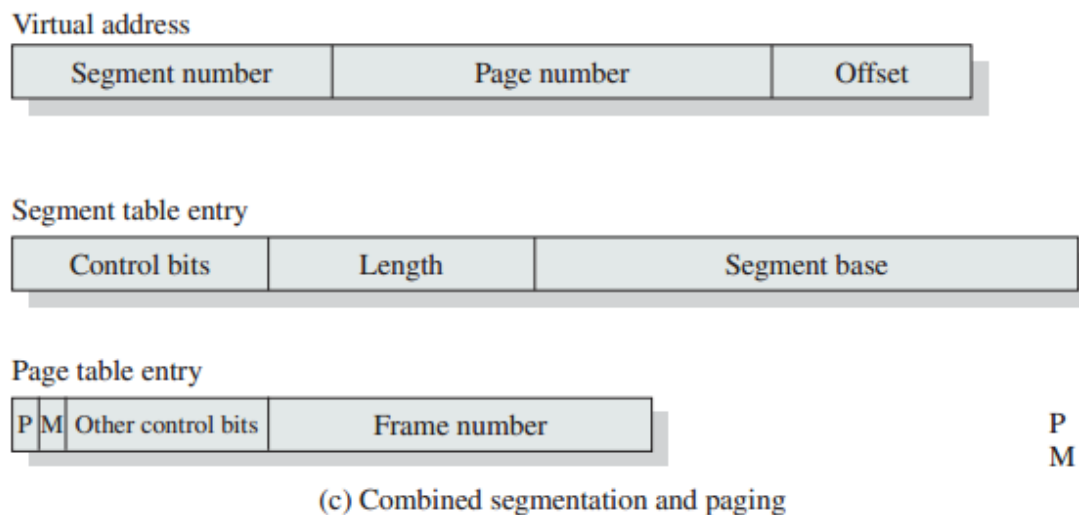 Virtual address
Segment number Page number Offset
Segment table entry
Control bits Length Segment base
Page table entry
P M Other control bits Frame number
P
M
(c) Combined segmentation and paging